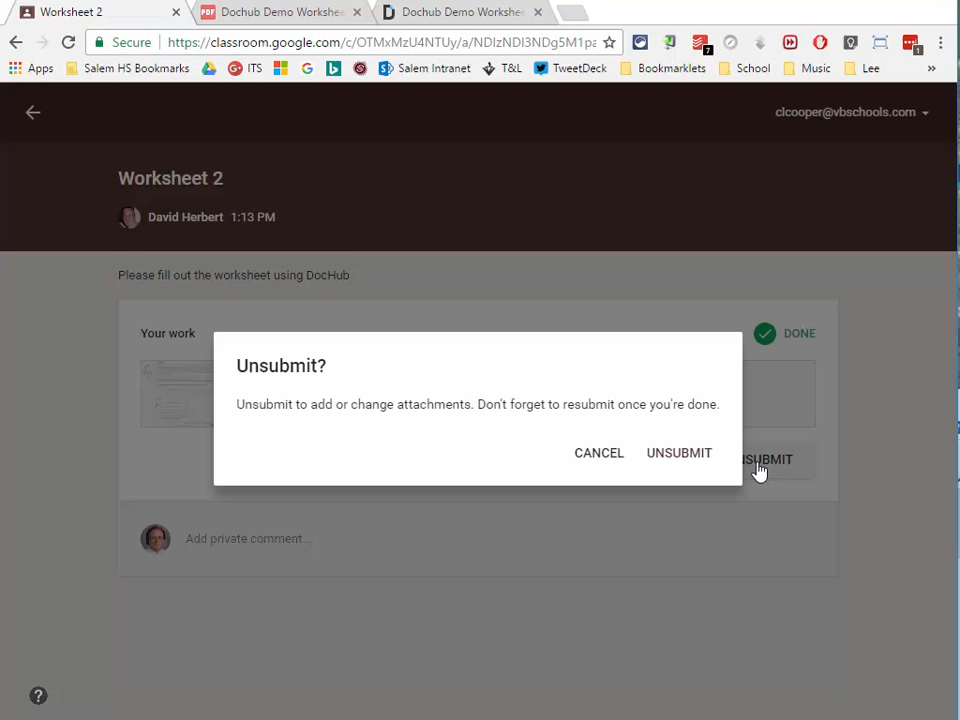 Worksheet 2
Dochub Demo Workshe
Dochub Demo Workshe
Secure
https://classroom.google.com/c/OTMxMzU4NTUy/a/NDIzNDI3NDg5M1pa
7
1
Apps
Salem HS Bookmarks
ITS
Salem Intranet
T&L
TweetDeck
Bookmarklets
School
Music
Lee
»
clcooper@vbschools.com
Worksheet 2
David Herbert 1:13 PM
Please fill out the worksheet using DocHub
Your work
DONE
Unsubmit?
Unsubmit to add or change attachments. Don't forget to resubmit once you're done.
CANCEL
UNSUBMIT
NSUBMIT
Add private comment...